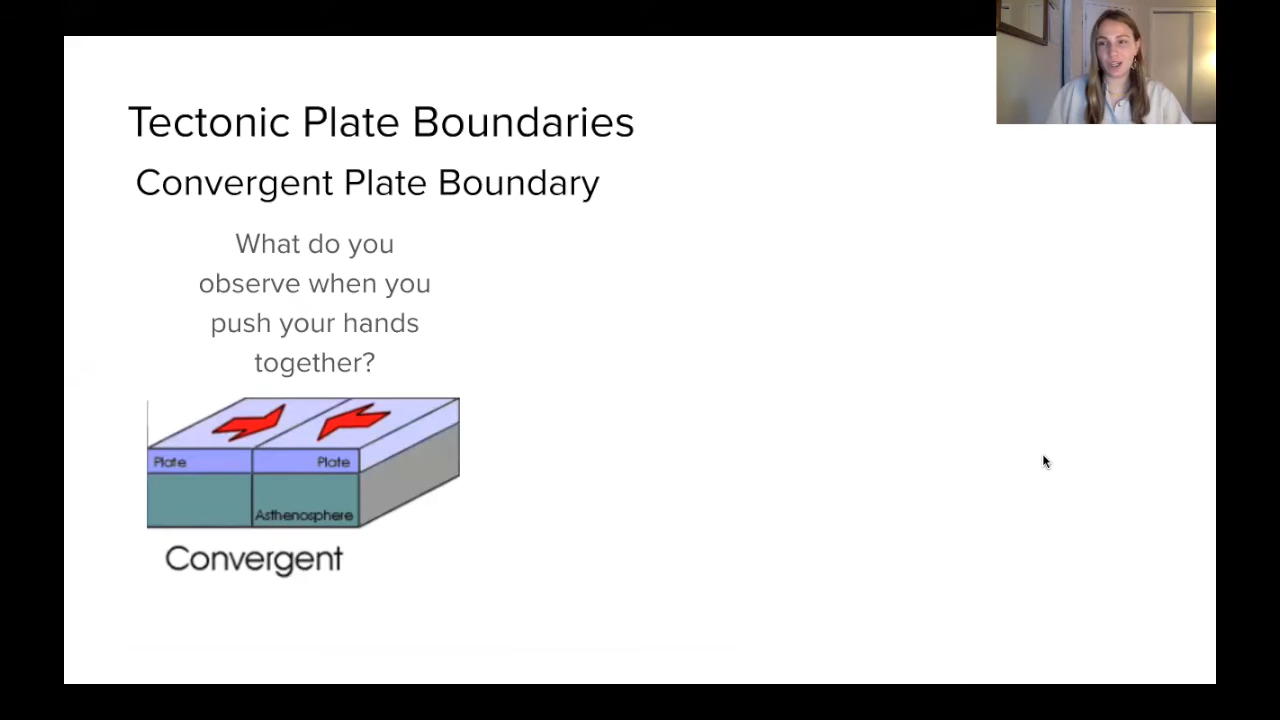 Tectonic Plate Boundaries
Convergent Plate Boundary
What do you
observe when you
push your hands
together?
Plate
Plate
Asthenosphere
Convergent